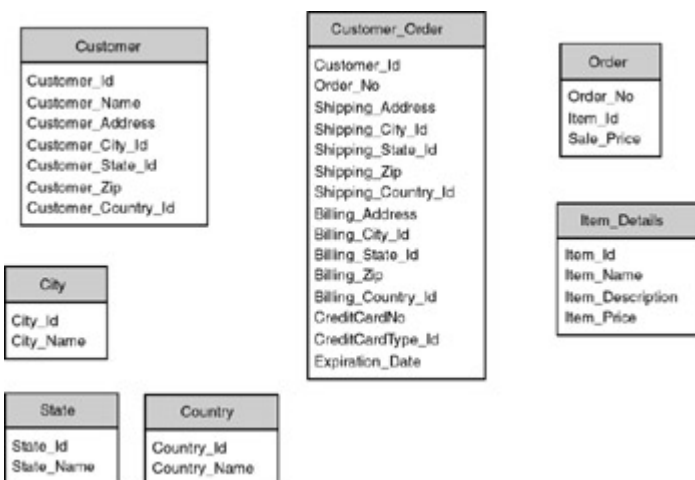 Customer
Customer_Id
Customer_Name
Customer_Address
Customer_City_Id
Customer_State_Id
Customer_Zip
Customer_Country_Id
Customer_Order
Customer_Id
Order_No
Shipping_Address
Shipping_City_Id
Shipping_State_Id
Shipping_Zip
Shipping_Country_Id
Billing_Address
Billing_City_Id
Billing_State_Id
Billing_Zip
Billing_Country_Id
CreditCardNo
CreditCardType_Id
Expiration_Date
Order
Order_No
Item_Id
Sale_Price
Item_Details
Item_Id
Item_Name
Item_Description
Item_Price
City
City_Id
City_Name
State
State_Id
State_Name
Country
Country_Id
Country_Name